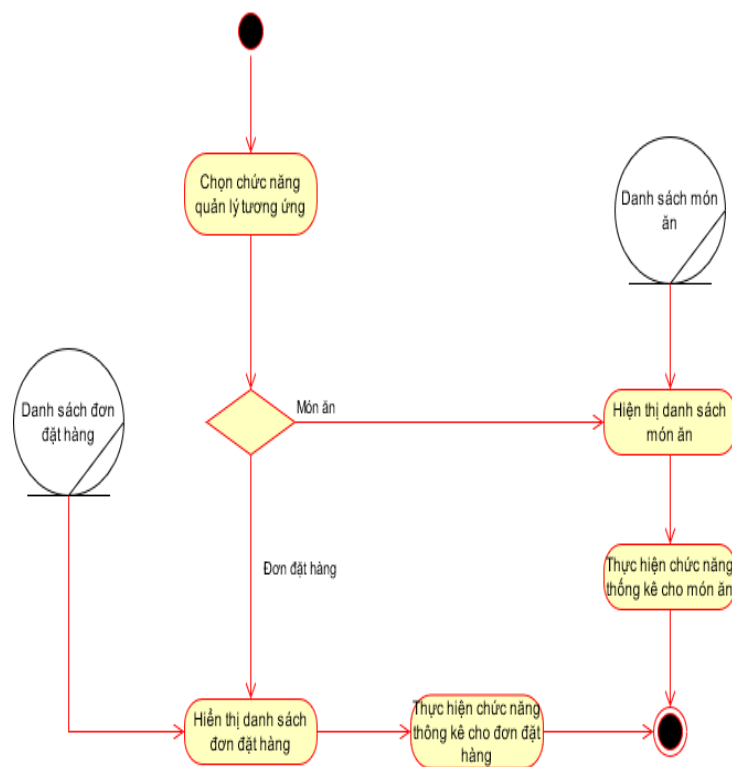 Chọn chức năng
quản lý tương ứng
Danh sách món
ăn
Danh sách đơn
đặt hàng
Món ăn
Hiện thị danh sách
món ăn
Đơn đặt hàng
Thực hiện chức năng
thống kê cho món ăn
Hiển thị danh sách
đơn đặt hàng
Thực hiện chức năng
thông kê cho đơn đặt
hàng